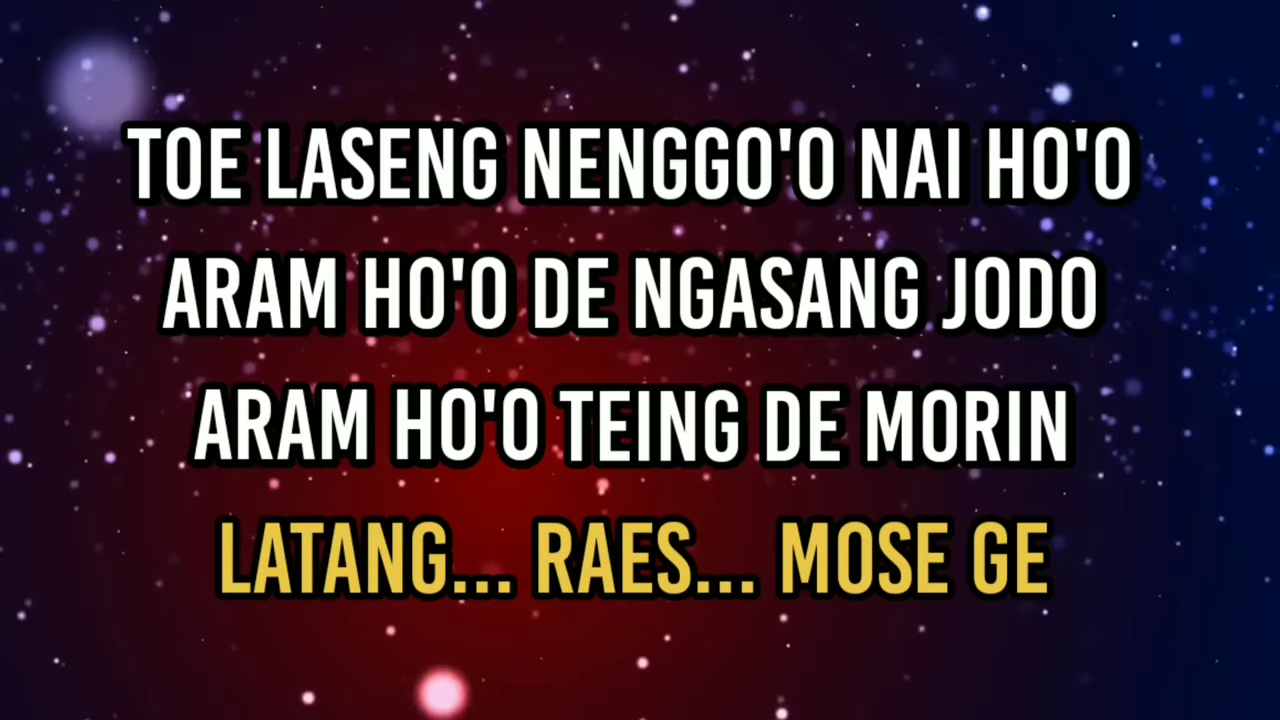 TOE LASENG NENGGO'O NAI HO'O
ARAM HO'O DE NGASANG JODO
ARAM HO'O TEING DE MORIN
LATANG... RAES... MOSE GE